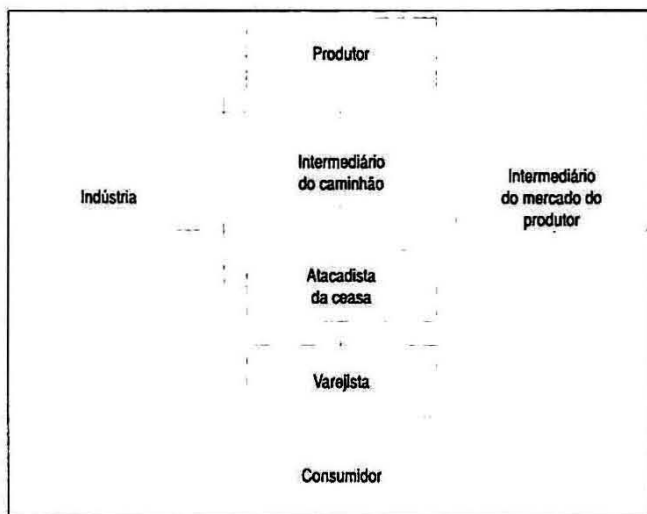 Produtor
Intermediário
do caminhão
Indústria
Intermediário
do mercado do
produtor
Atacadista
da ceasa
Varejista
Consumidor